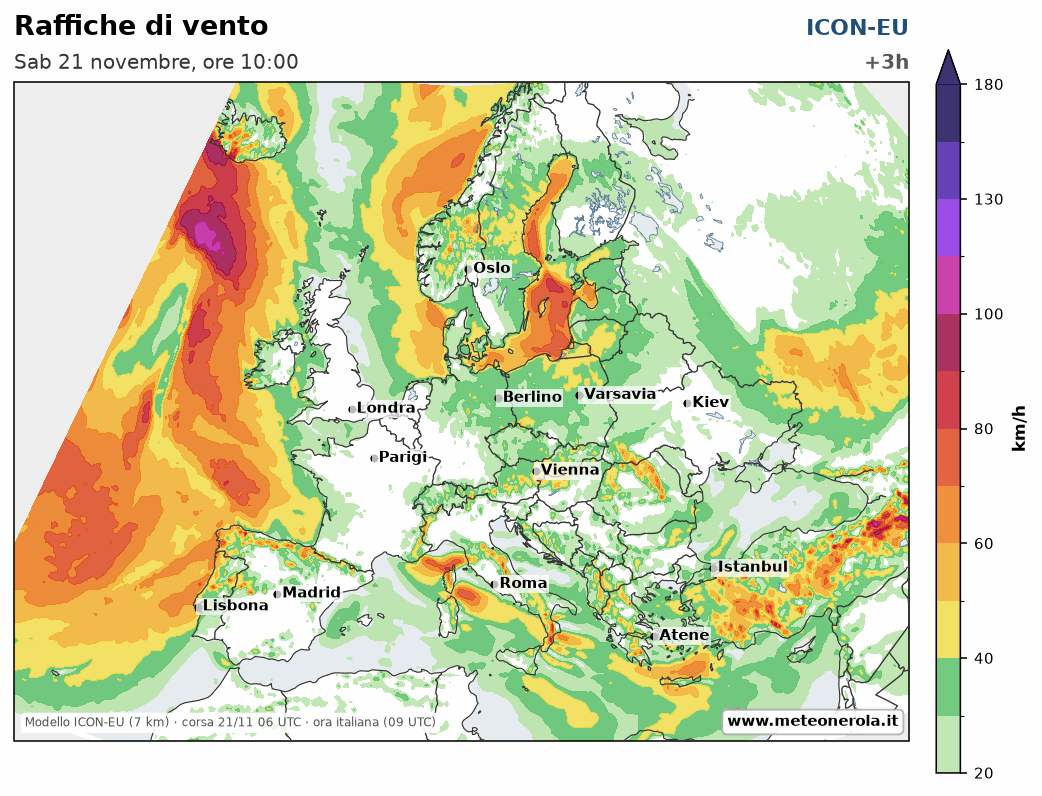 Raffiche di vento
ICON-EU
Sab 21 novembre, ore 10:00
+3h
180
130
100
80
60
40
20
km/h
Oslo
Berlino
Varsavia
Kiev
Londra
Parigi
Vienna
Istanbul
Roma
Madrid
Lisbona
Atene
Modello ICON-EU (7 km) · corsa 21/11 06 UTC · ora italiana (09 UTC)
www.meteonerola.it